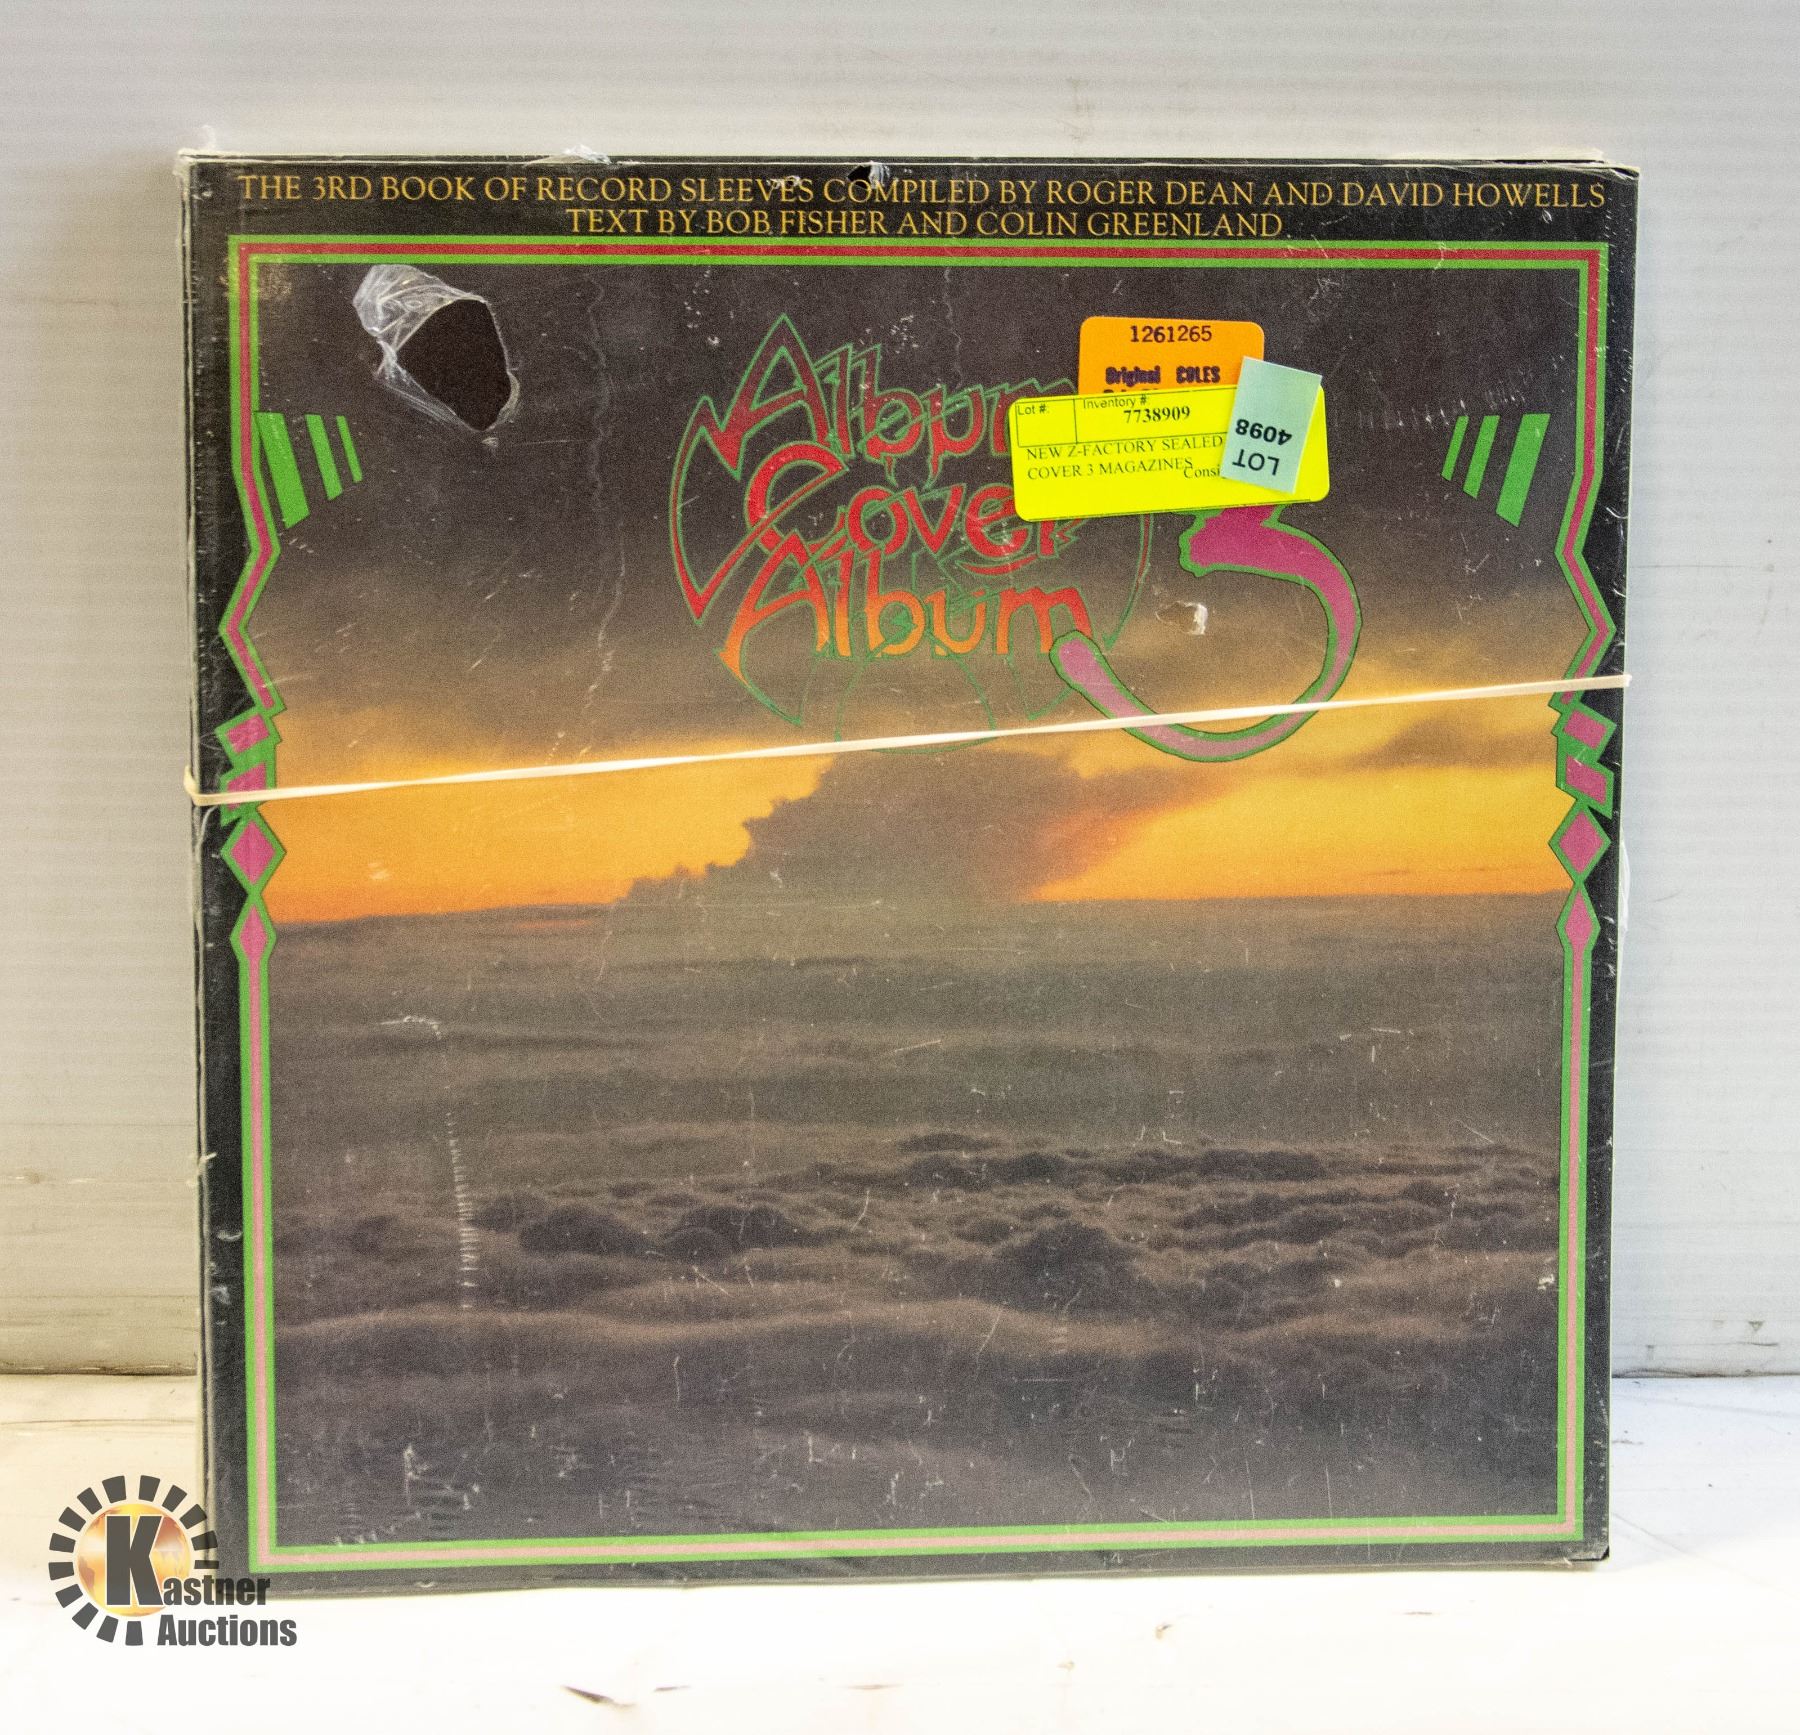 THE 3RD BOOK OF RECORD SLEEVES COMPILED BY ROGER DEAN AND DAVID HOWELLS
TEXT BY BOB FISHER AND COLIN GREENLAND
1261265
Original COLES
Lot #:
Inventory #:
7738909
NEW Z-FACTORY SEALED
COVER 3 MAGAZINES
Consi
LOT
4098
Album
Cover
Album
3
Kastner
Auctions